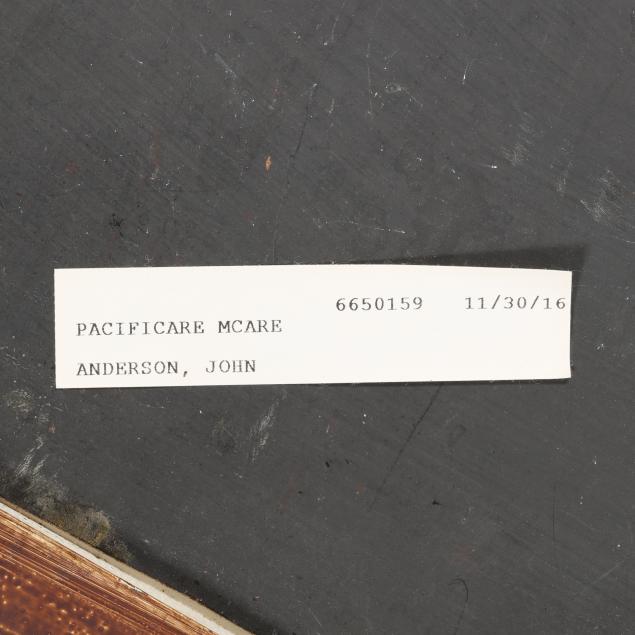 6650159 11/30/16
PACIFICARE MCARE
ANDERSON, JOHN